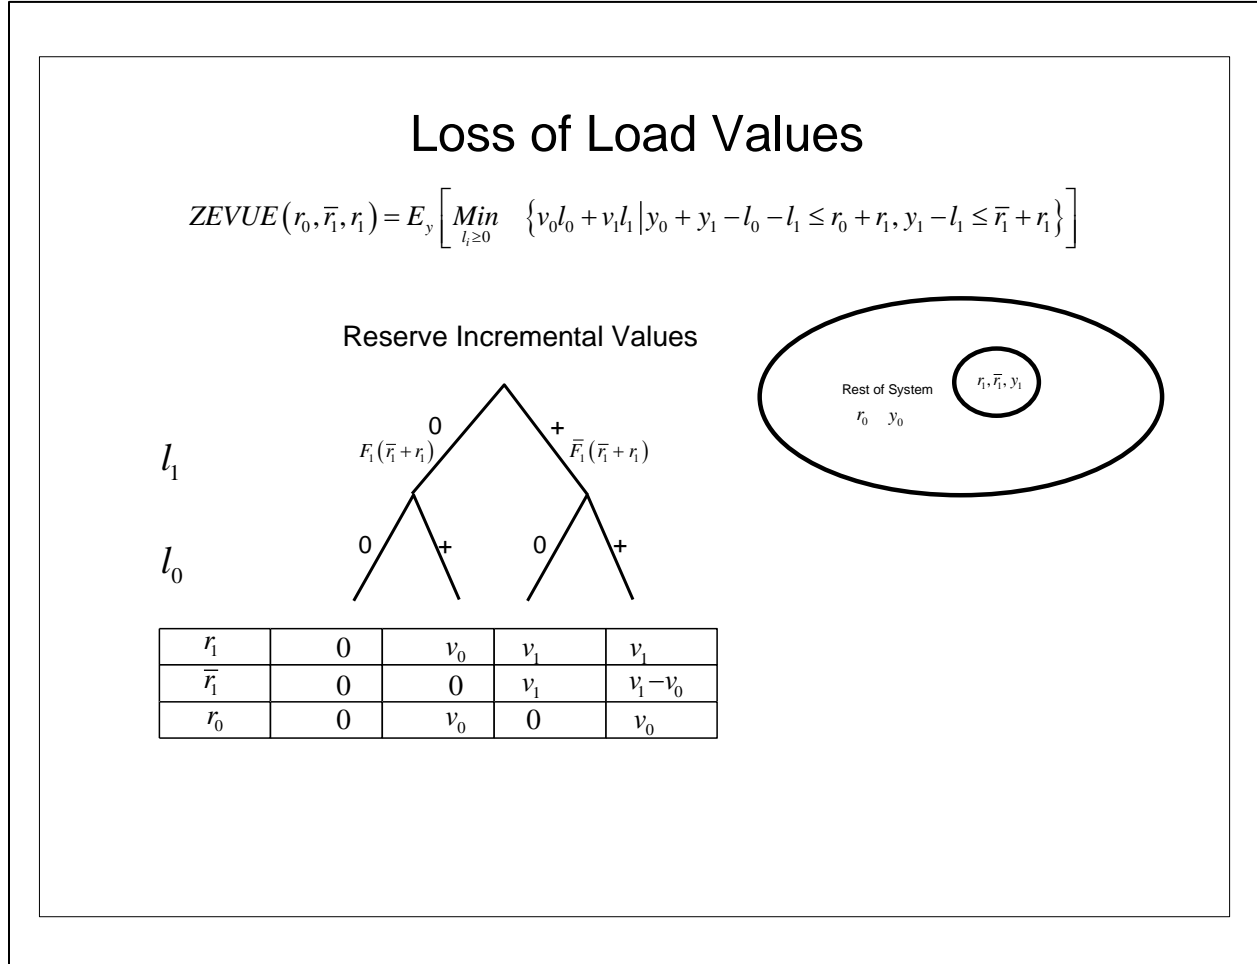 Loss of Load Values
ZEVUE(r₀, r̅₁, r₁) = E_y [ Min_{l_i≥0} {v₀l₀ + v₁l₁ | y₀ + y₁ − l₀ − l₁ ≤ r₀ + r₁, y₁ − l₁ ≤ r̅₁ + r₁} ]
Reserve Incremental Values
Rest of System
r₀ y₀
r₁, r̅₁, y₁
l₁
0 +
F₁(r̅₁ + r₁) F̅₁(r̅₁ + r₁)
l₀
0 + 0 +
r₁ 0 v₀ v₁ v₁
r̅₁ 0 0 v₁ v₁−v₀
r₀ 0 v₀ 0 v₀